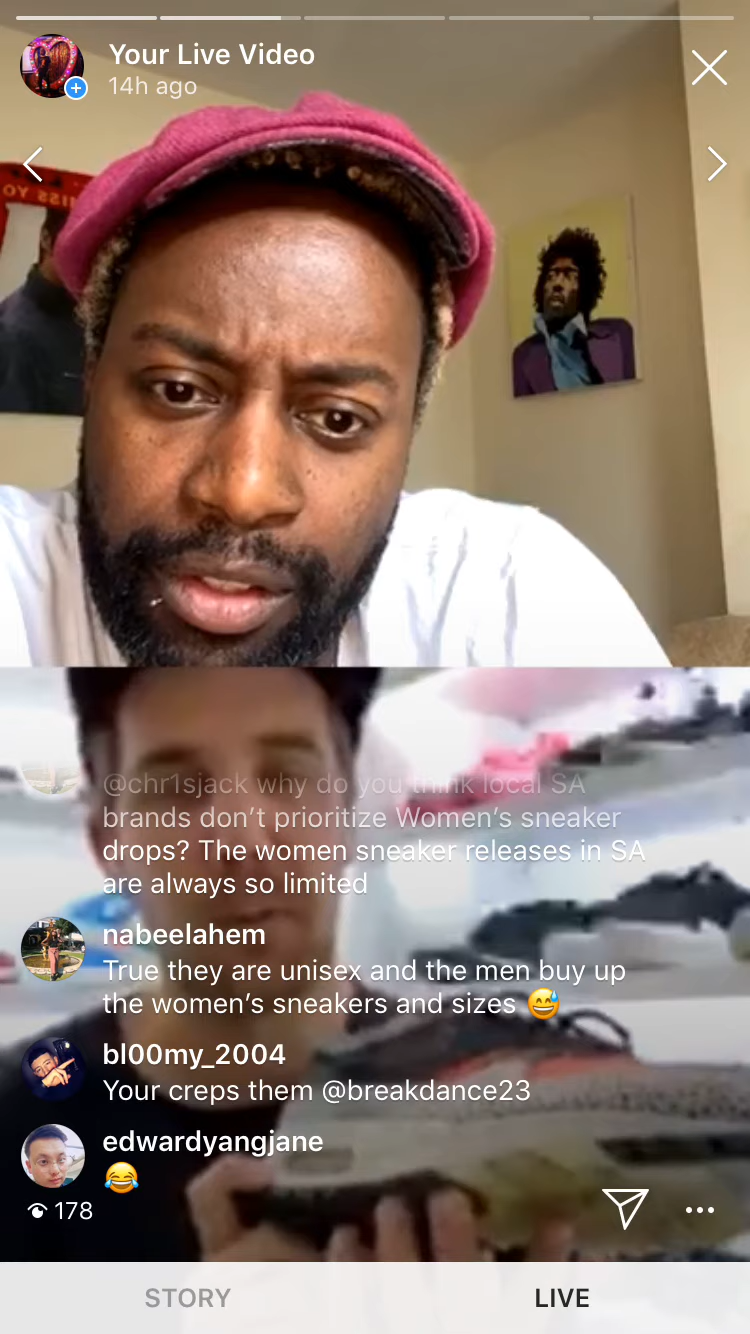 Your Live Video
14h ago
OY SSIM
@chr1sjack why do you think local SA
brands don’t prioritize Women’s sneaker
drops? The women sneaker releases in SA
are always so limited
nabeelahem
True they are unisex and the men buy up
the women’s sneakers and sizes 😅
bl00my_2004
Your creps them @breakdance23
edwardyangjane
😂
178
STORY
LIVE